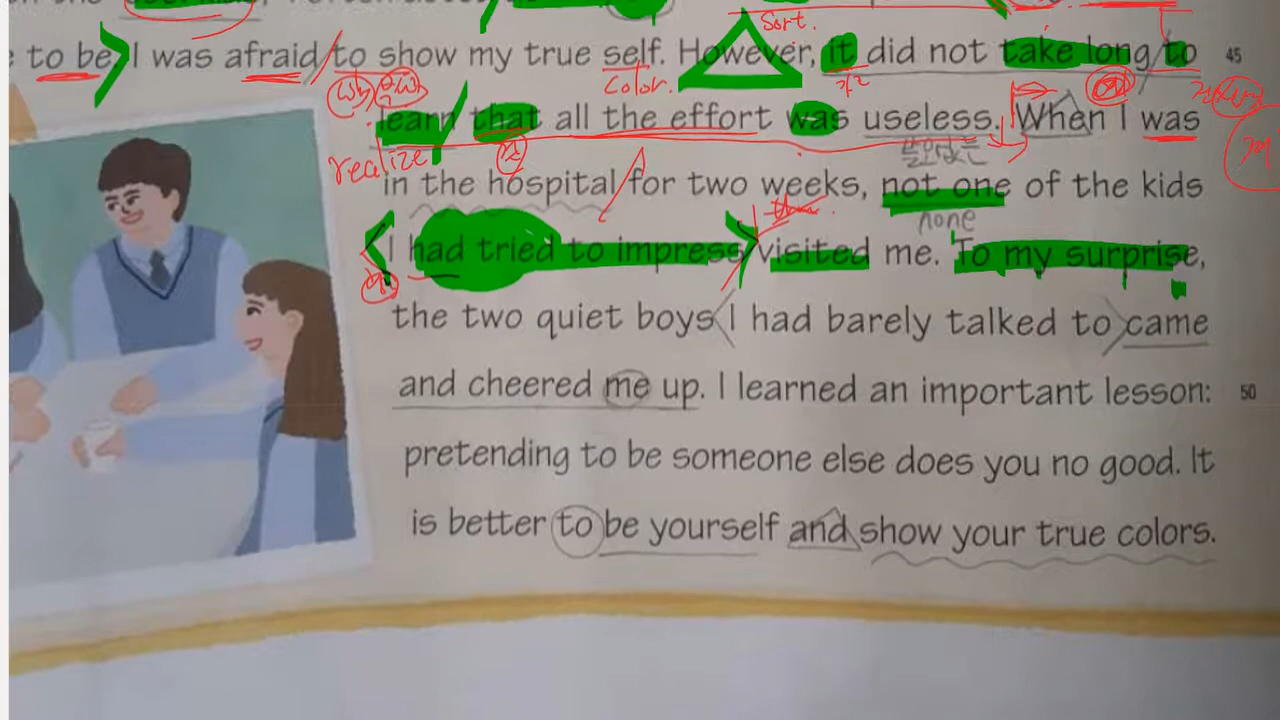 Sort.
to be, I was afraid to show my true self. However, it did not take long to 45
color.
learn that all the effort was useless. When I was
realize
in the hospital for two weeks, not one of the kids
none
I had tried to impress visited me. To my surprise,
the two quiet boys I had barely talked to came
and cheered me up. I learned an important lesson: 50
pretending to be someone else does you no good. It
is better to be yourself and show your true colors.